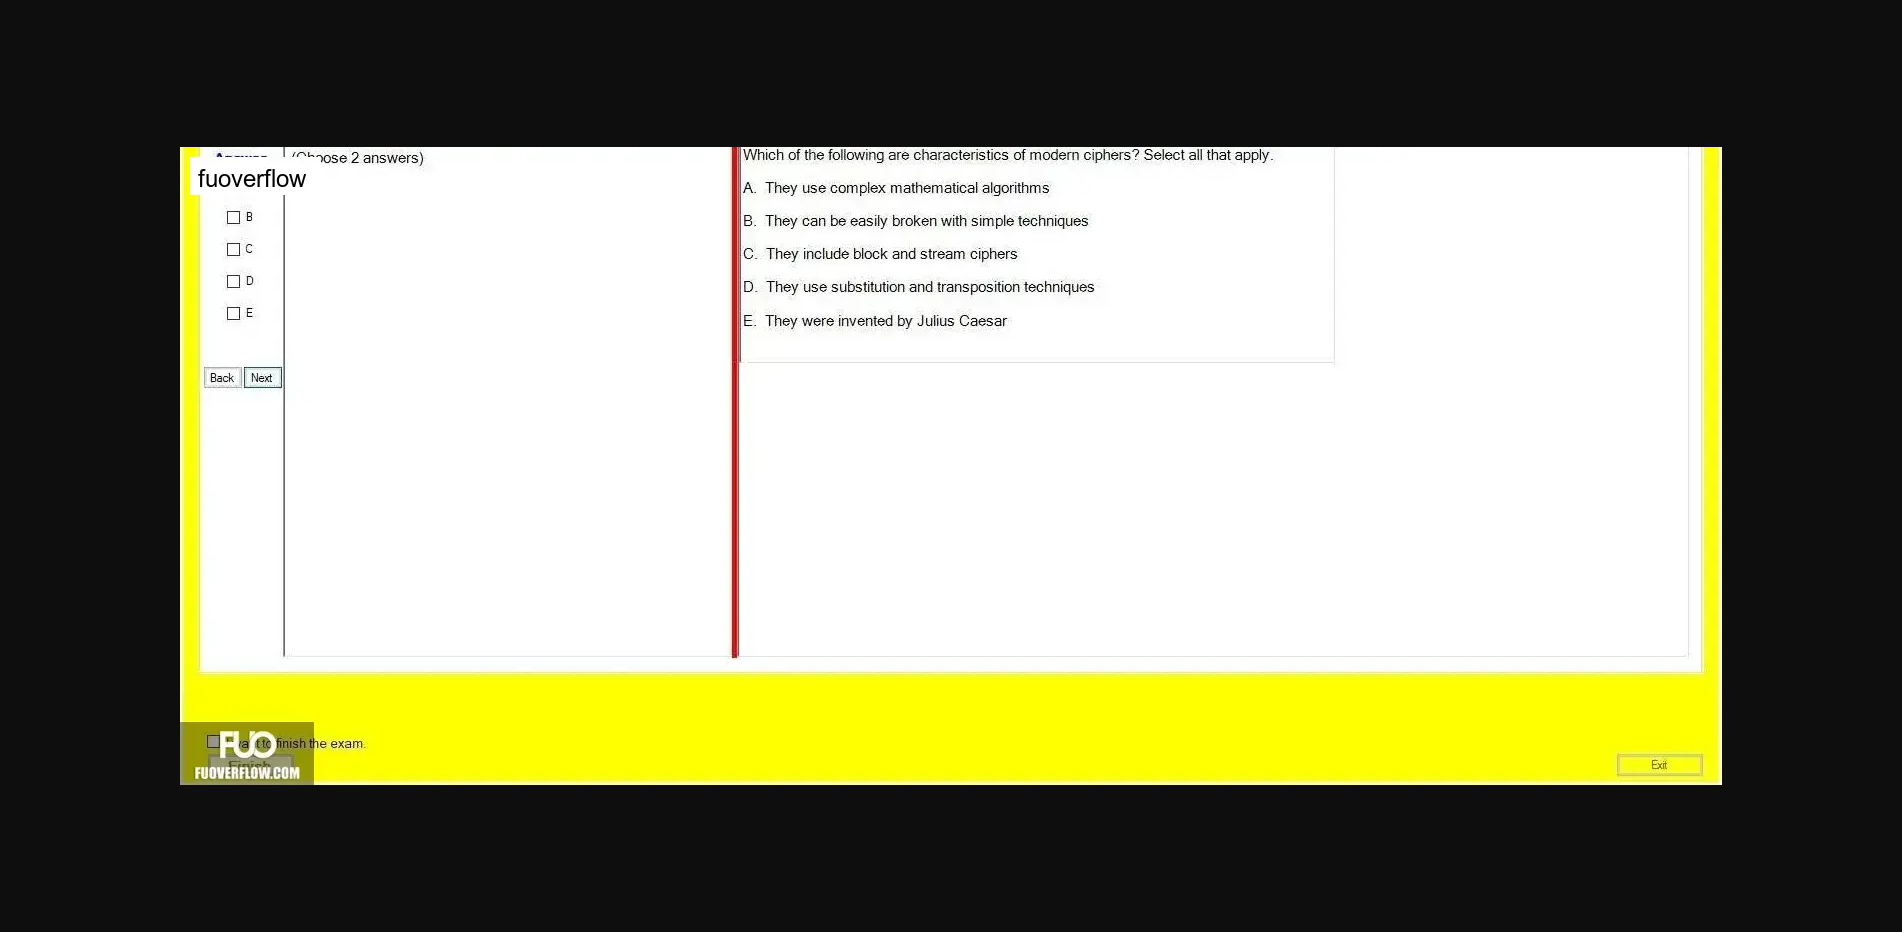 (Choose 2 answers)
fuoverflow
B
C
D
E
Back Next
Which of the following are characteristics of modern ciphers? Select all that apply.
A. They use complex mathematical algorithms
B. They can be easily broken with simple techniques
C. They include block and stream ciphers
D. They use substitution and transposition techniques
E. They were invented by Julius Caesar
FUO
finish the exam.
FUOVERFLOW.COM
Exit